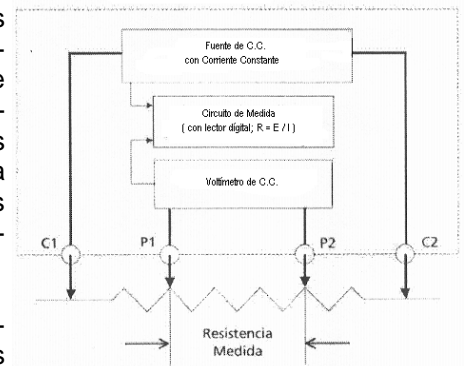 Fuente de C.C.
con Corriente Constante
Circuito de Medida
( con lector digital; R = E / I )
Voltímetro de C.C.
C1
P1
P2
C2
Resistencia
Medida